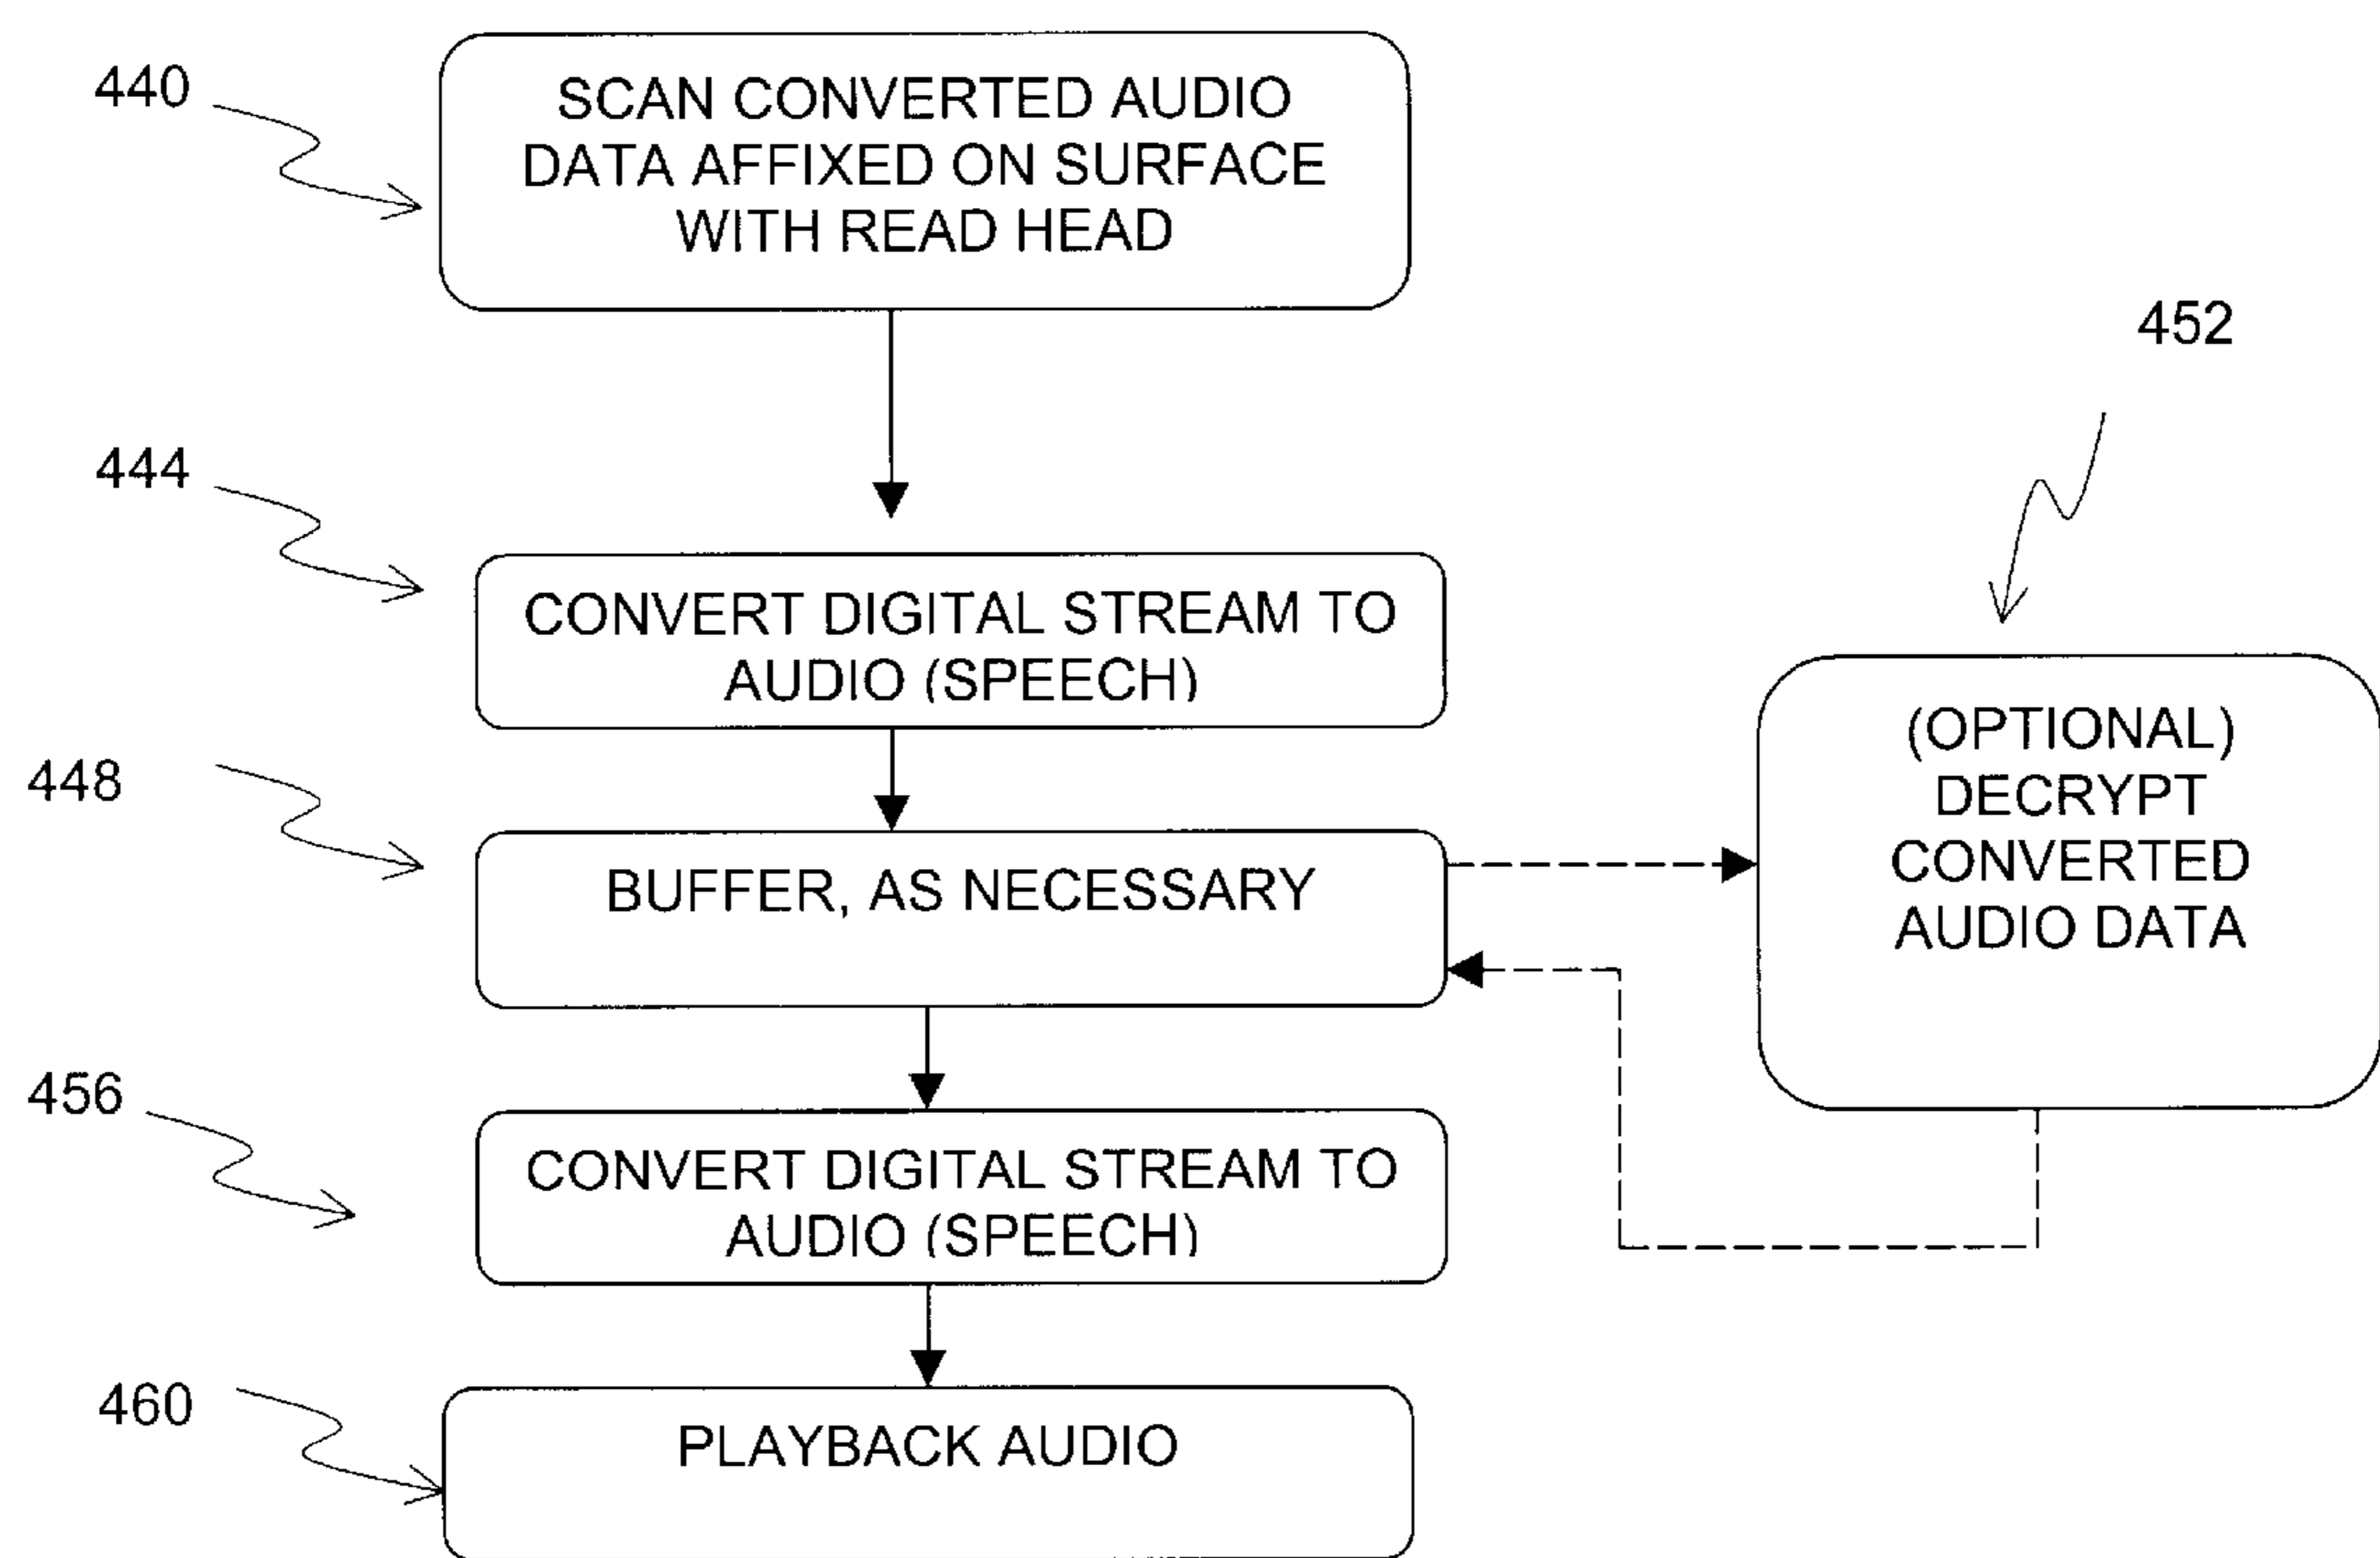 440
SCAN CONVERTED AUDIO
DATA AFFIXED ON SURFACE
WITH READ HEAD
444
CONVERT DIGITAL STREAM TO
AUDIO (SPEECH)
448
BUFFER, AS NECESSARY
452
(OPTIONAL)
DECRYPT
CONVERTED
AUDIO DATA
456
CONVERT DIGITAL STREAM TO
AUDIO (SPEECH)
460
PLAYBACK AUDIO